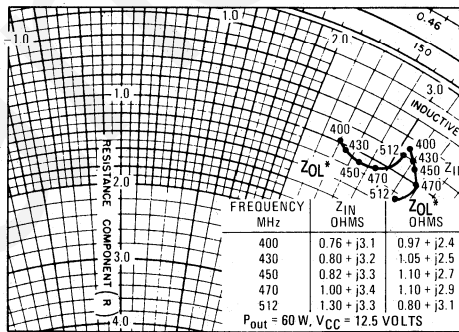 1.0
2.0
0.46
150
3.0
1.0
1.0
2.0
3.0
4.0
RESISTANCE COMPONENT (R)
INDUCTIVE
400
430
450
470
512
ZOL*
400
430
450
470
512
ZOL*
FREQUENCY MHz ZIN OHMS ZOL* OHMS
400 0.76 + j3.1 0.97 + j2.4
430 0.80 + j3.2 1.05 + j2.5
450 0.82 + j3.3 1.10 + j2.7
470 1.00 + j3.4 1.10 + j2.9
512 1.30 + j3.3 0.80 + j3.1
Pout = 60 W, VCC = 12.5 VOLTS